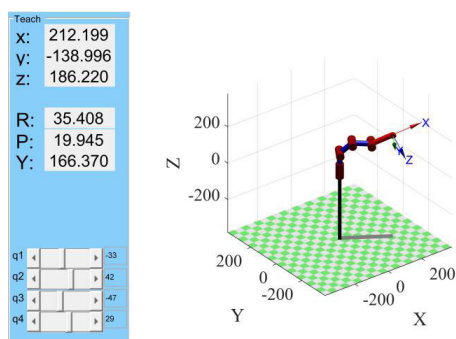 Teach
x: 212.199
y: -138.996
z: 186.220
R: 35.408
P: 19.945
Y: 166.370
q1 -33
q2 42
q3 -47
q4 29
X
Z
200
0
-200
Z
200
0
-200
Y
-200
0
200
X